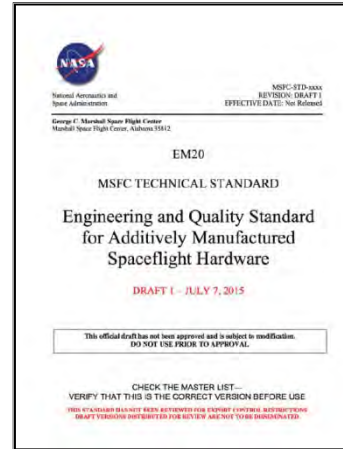 NASA
National Aeronautics and
Space Administration
MSFC-STD-xxxx
REVISION: DRAFT 1
EFFECTIVE DATE: Not Released
George C. Marshall Space Flight Center
Marshall Space Flight Center, Alabama 35812
EM20
MSFC TECHNICAL STANDARD
Engineering and Quality Standard
for Additively Manufactured
Spaceflight Hardware
DRAFT 1 – JULY 7, 2015
This official draft has not been approved and is subject to modification.
DO NOT USE PRIOR TO APPROVAL
CHECK THE MASTER LIST—
VERIFY THAT THIS IS THE CORRECT VERSION BEFORE USE
THIS STANDARD HAS NOT BEEN REVIEWED FOR EXPORT CONTROL RESTRICTIONS
DRAFT VERSIONS DISTRIBUTED FOR REVIEW ARE NOT TO BE DISSEMINATED